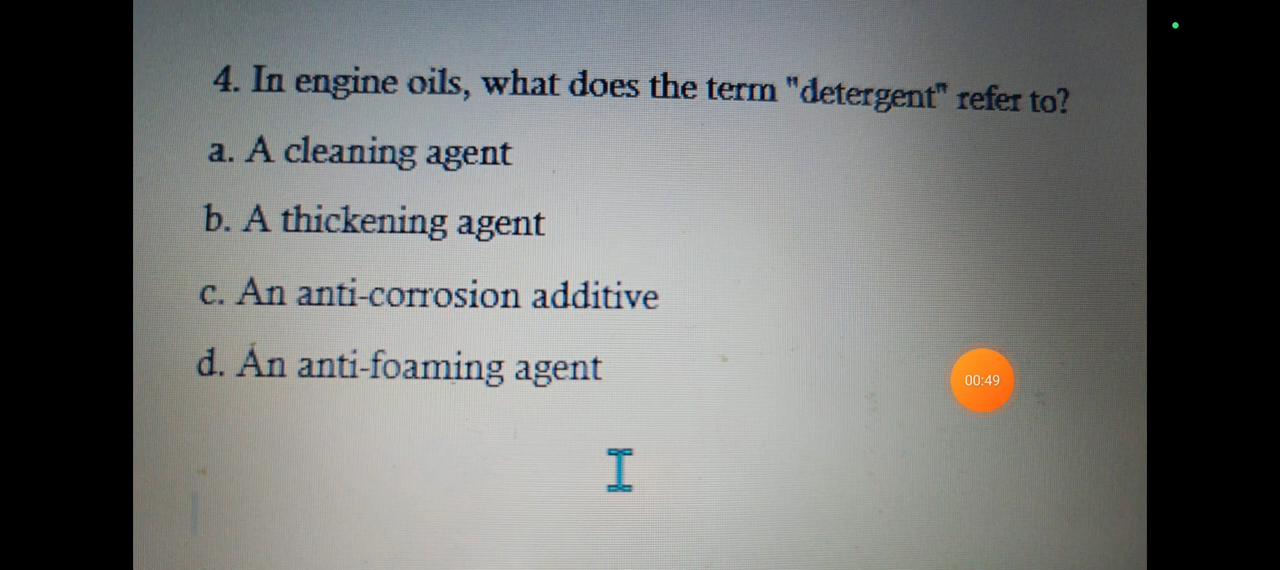 4. In engine oils, what does the term "detergent" refer to?
a. A cleaning agent
b. A thickening agent
c. An anti-corrosion additive
d. An anti-foaming agent
00:49